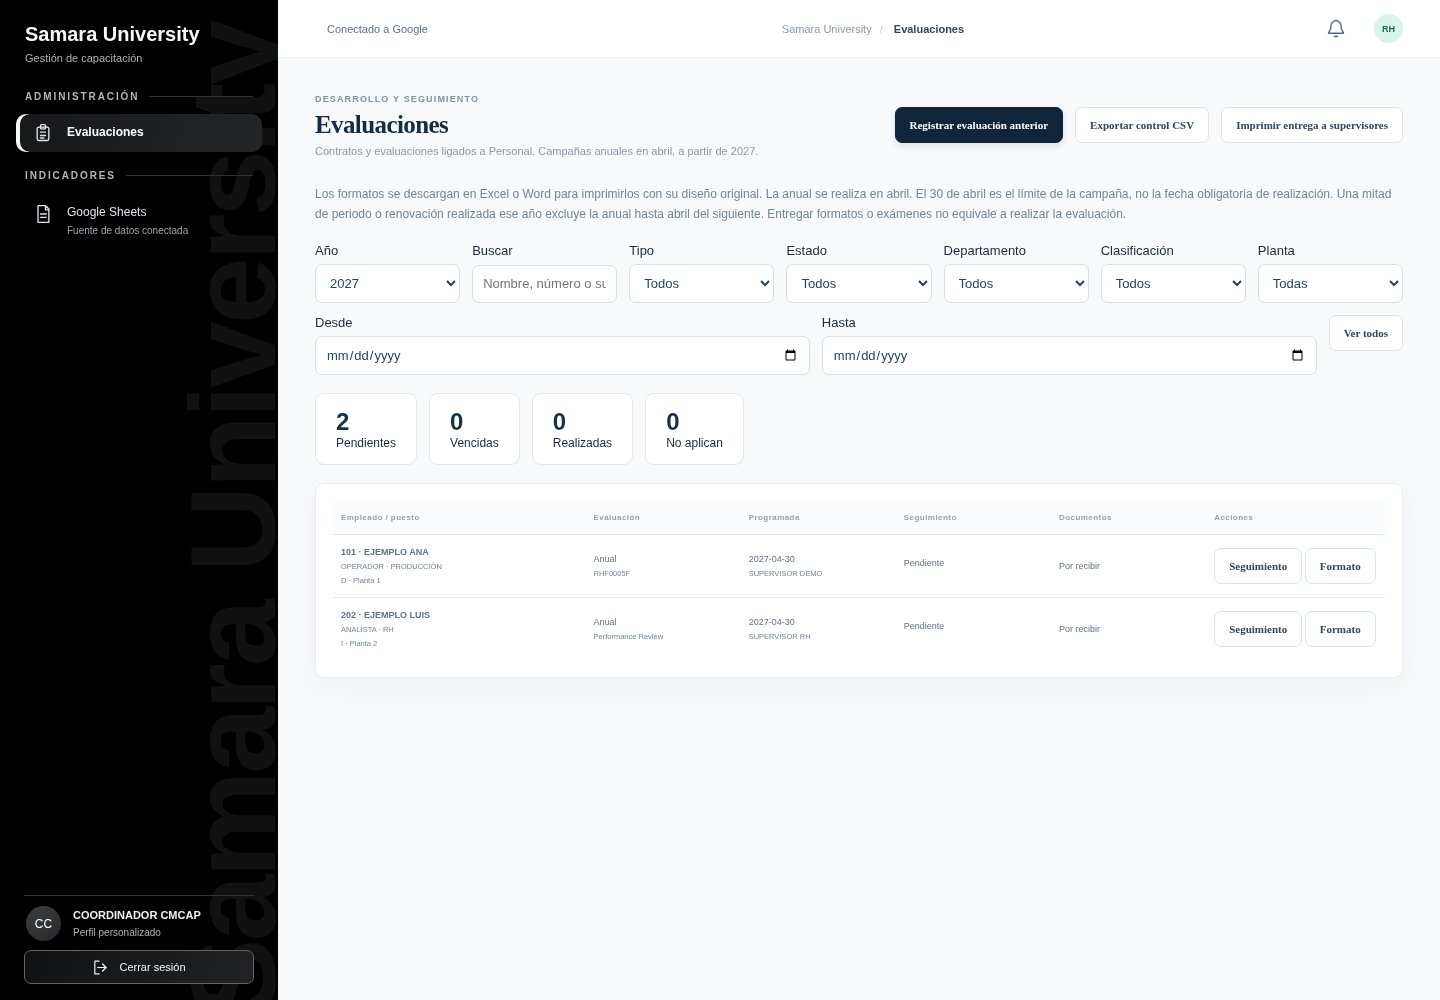 Samara University
Gestión de capacitación
ADMINISTRACIÓN
Evaluaciones
INDICADORES
Google Sheets
Fuente de datos conectada
Samara University
CC
COORDINADOR CMCAP
Perfil personalizado
Cerrar sesión
Conectado a Google
Samara University / Evaluaciones
RH
DESARROLLO Y SEGUIMIENTO
Evaluaciones
Contratos y evaluaciones ligados a Personal. Campañas anuales en abril, a partir de 2027.
Registrar evaluación anterior
Exportar control CSV
Imprimir entrega a supervisores
Los formatos se descargan en Excel o Word para imprimirlos con su diseño original. La anual se realiza en abril. El 30 de abril es el límite de la campaña, no la fecha obligatoria de realización. Una mitad
de periodo o renovación realizada ese año excluye la anual hasta abril del siguiente. Entregar formatos o exámenes no equivale a realizar la evaluación.
Año Buscar Tipo Estado Departamento Clasificación Planta
2027 Nombre, número o su Todos Todos Todos Todos Todas
Desde Hasta
mm/dd/yyyy mm/dd/yyyy Ver todos
2 0 0 0
Pendientes Vencidas Realizadas No aplican
Empleado / puesto Evaluación Programada Seguimiento Documentos Acciones
101 · EJEMPLO ANA
OPERADOR · PRODUCCIÓN
D · Planta 1
Anual
RHF0005F
2027-04-30
SUPERVISOR DEMO
Pendiente
Por recibir
Seguimiento Formato
202 · EJEMPLO LUIS
ANALISTA · RH
I · Planta 2
Anual
Performance Review
2027-04-30
SUPERVISOR RH
Pendiente
Por recibir
Seguimiento Formato